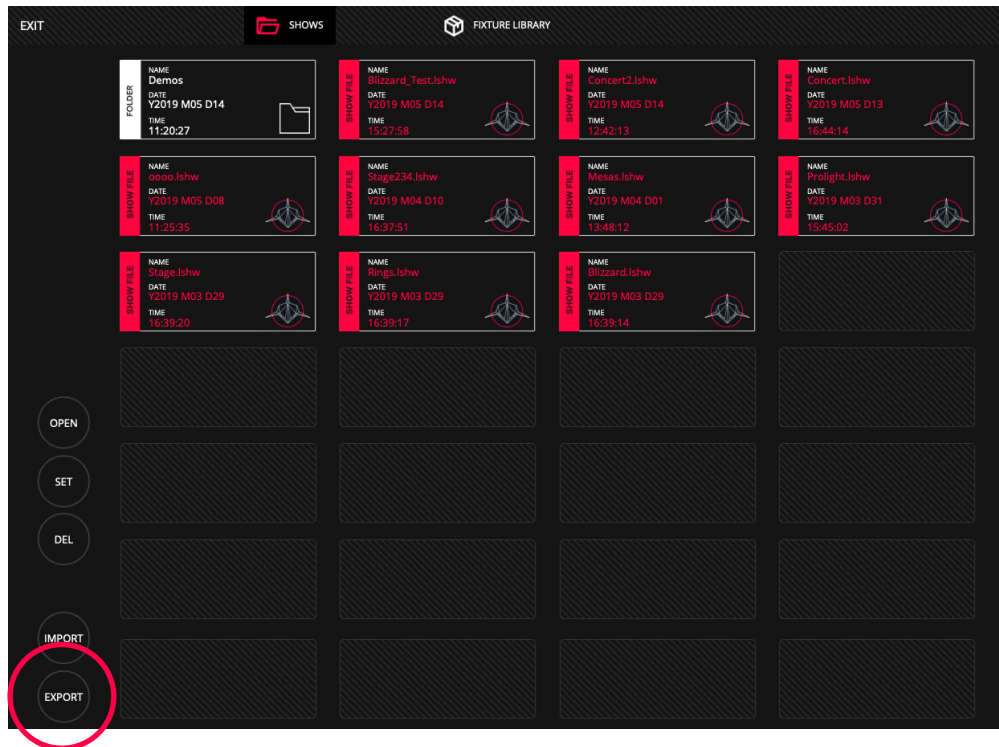 EXIT
SHOWS
FIXTURE LIBRARY
FOLDER
NAME
Demos
DATE
Y2019 M05 D14
TIME
11:20:27
SHOW FILE
NAME
Blizzard_Test.lshw
DATE
Y2019 M05 D14
TIME
15:27:58
SHOW FILE
NAME
Concert2.lshw
DATE
Y2019 M05 D14
TIME
12:42:13
SHOW FILE
NAME
Concert.lshw
DATE
Y2019 M05 D13
TIME
16:44:14
SHOW FILE
NAME
oooo.lshw
DATE
Y2019 M05 D08
TIME
11:25:35
SHOW FILE
NAME
Stage234.lshw
DATE
Y2019 M04 D10
TIME
16:37:51
SHOW FILE
NAME
Mesas.lshw
DATE
Y2019 M04 D01
TIME
13:48:12
SHOW FILE
NAME
Prolight.lshw
DATE
Y2019 M03 D31
TIME
15:45:02
SHOW FILE
NAME
Stage.lshw
DATE
Y2019 M03 D29
TIME
16:39:20
SHOW FILE
NAME
Rings.lshw
DATE
Y2019 M03 D29
TIME
16:39:17
SHOW FILE
NAME
Blizzard.lshw
DATE
Y2019 M03 D29
TIME
16:39:14
OPEN
SET
DEL
IMPORT
EXPORT